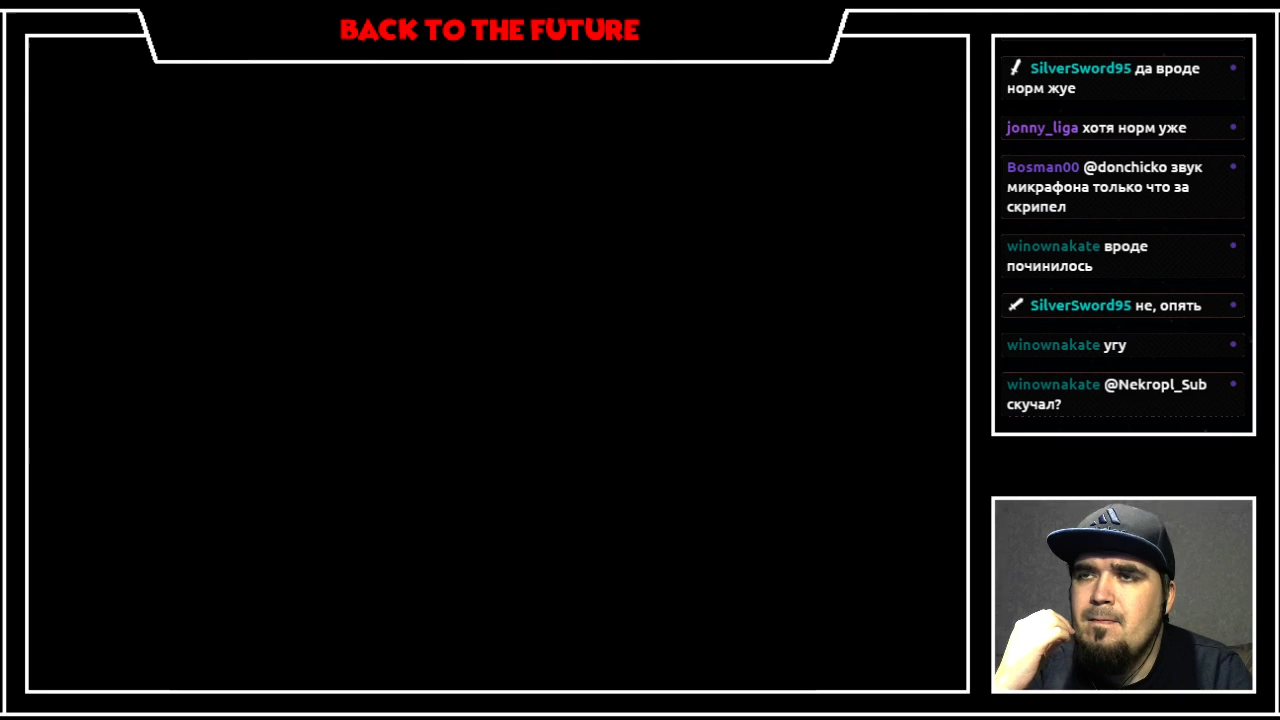 BACK TO THE FUTURE
SilverSword95 да вроде
норм жуе
jonny_liga хотя норм уже
Bosman00 @donchicko звук
микрафона только что за
скрипел
winownakate вроде
починилось
SilverSword95 не, опять
winownakate угу
winownakate @Nekropl_Sub
скучал?